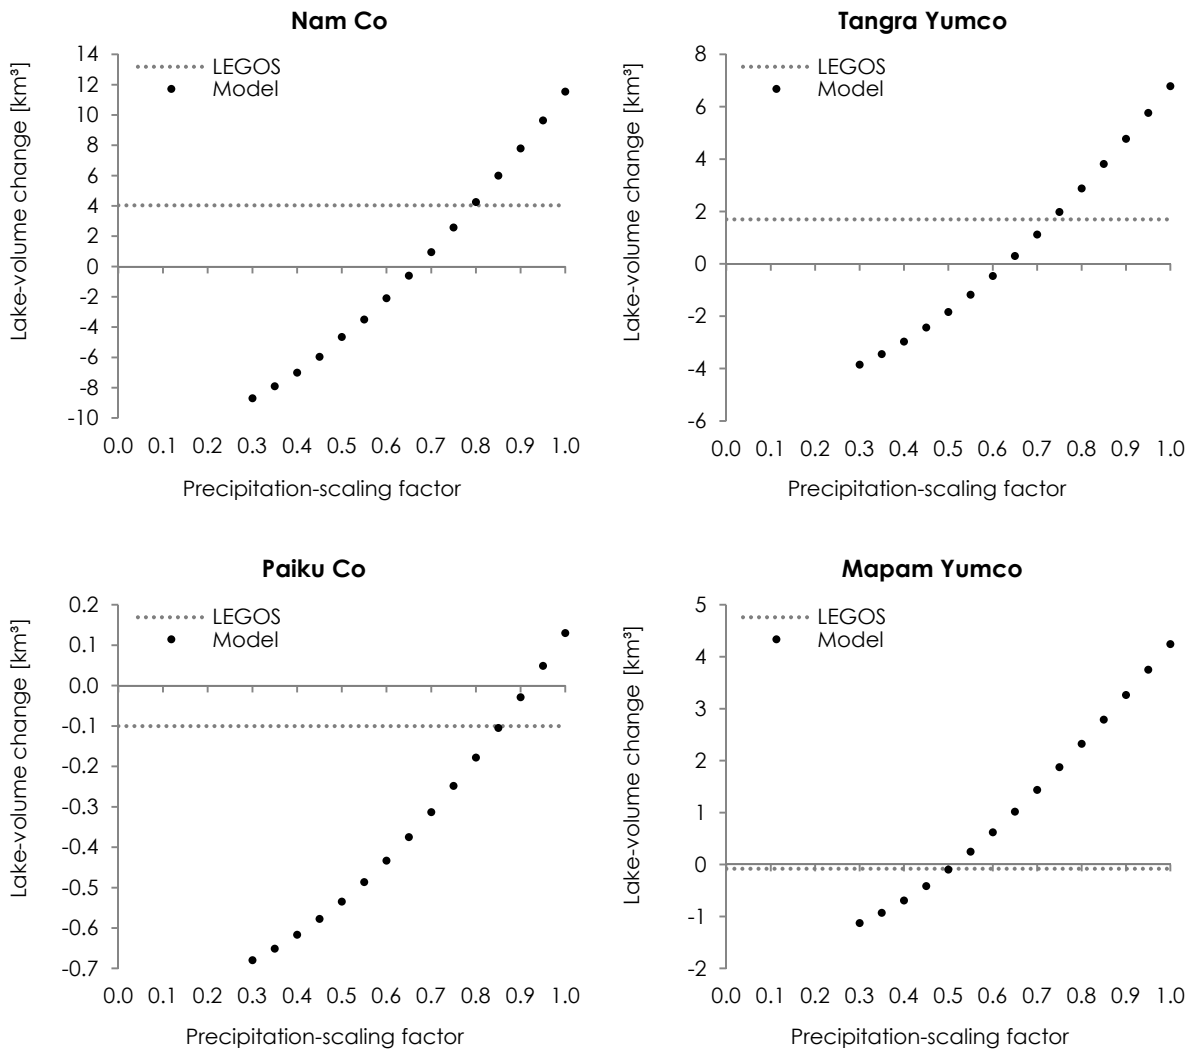 Nam Co
Lake-volume change [km³]
14
12
10
8
6
4
2
0
-2
-4
-6
-8
-10
LEGOS
Model
0.0 0.1 0.2 0.3 0.4 0.5 0.6 0.7 0.8 0.9 1.0
Precipitation-scaling factor
Tangra Yumco
Lake-volume change [km³]
8
6
4
2
0
-2
-4
-6
LEGOS
Model
0.0 0.1 0.2 0.3 0.4 0.5 0.6 0.7 0.8 0.9 1.0
Precipitation-scaling factor
Paiku Co
Lake-volume change [km³]
0.2
0.1
0.0
-0.1
-0.2
-0.3
-0.4
-0.5
-0.6
-0.7
LEGOS
Model
0.0 0.1 0.2 0.3 0.4 0.5 0.6 0.7 0.8 0.9 1.0
Precipitation-scaling factor
Mapam Yumco
Lake-volume change [km³]
5
4
3
2
1
0
-1
-2
LEGOS
Model
0.0 0.1 0.2 0.3 0.4 0.5 0.6 0.7 0.8 0.9 1.0
Precipitation-scaling factor